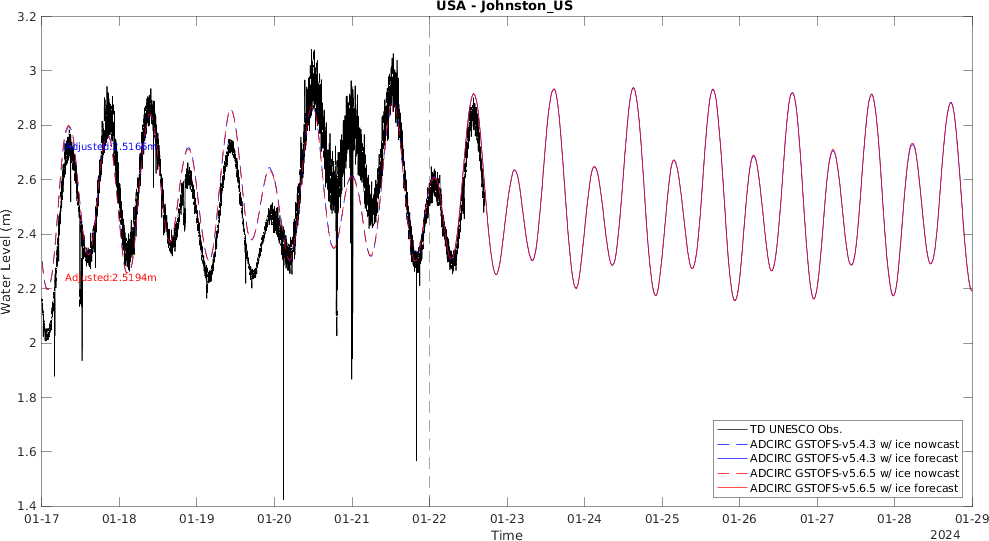 USA - Johnston_US
3.2
3
2.8
2.6
2.4
2.2
2
1.8
1.6
1.4
Water Level (m)
Adjusted:2.5194m
TD UNESCO Obs.
ADCIRC GSTOFS-v5.4.3 w/ ice nowcast
ADCIRC GSTOFS-v5.4.3 w/ ice forecast
ADCIRC GSTOFS-v5.6.5 w/ ice nowcast
ADCIRC GSTOFS-v5.6.5 w/ ice forecast
01-17 01-18 01-19 01-20 01-21 01-22 01-23 01-24 01-25 01-26 01-27 01-28 01-29
Time
2024